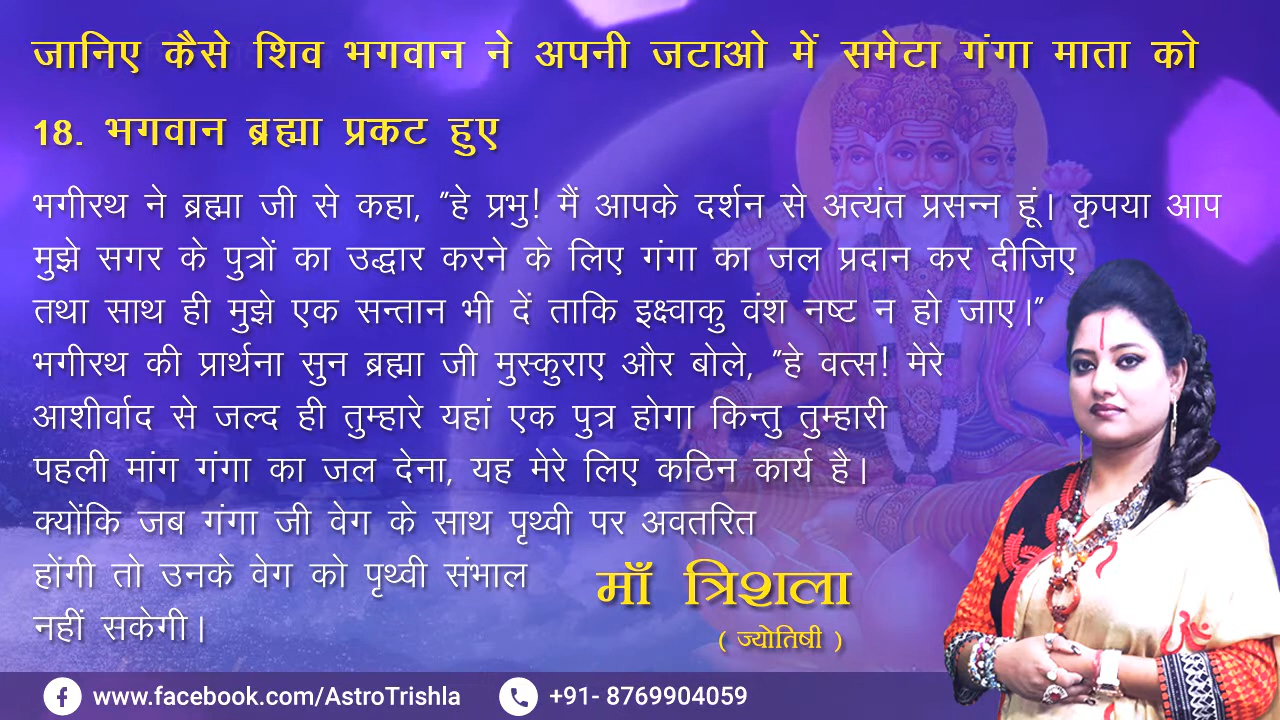 जानिए कैसे शिव भगवान ने अपनी जटाओ में समेटा गंगा माता को
18. भगवान ब्रह्मा प्रकट हुए
भगीरथ ने ब्रह्मा जी से कहा, "हे प्रभु! मैं आपके दर्शन से अत्यंत प्रसन्न हूं। कृपया आप
मुझे सगर के पुत्रों का उद्धार करने के लिए गंगा का जल प्रदान कर दीजिए
तथा साथ ही मुझे एक सन्तान भी दें ताकि इक्ष्वाकु वंश नष्ट न हो जाए।"
भगीरथ की प्रार्थना सुन ब्रह्मा जी मुस्कुराए और बोले, "हे वत्स! मेरे
आशीर्वाद से जल्द ही तुम्हारे यहां एक पुत्र होगा किन्तु तुम्हारी
पहली मांग गंगा का जल देना, यह मेरे लिए कठिन कार्य है।
क्योंकि जब गंगा जी वेग के साथ पृथ्वी पर अवतरित
होंगी तो उनके वेग को पृथ्वी संभाल
नहीं सकेगी।
माँ त्रिशला
( ज्योतिषी )
www.facebook.com/AstroTrishla
+91- 8769904059